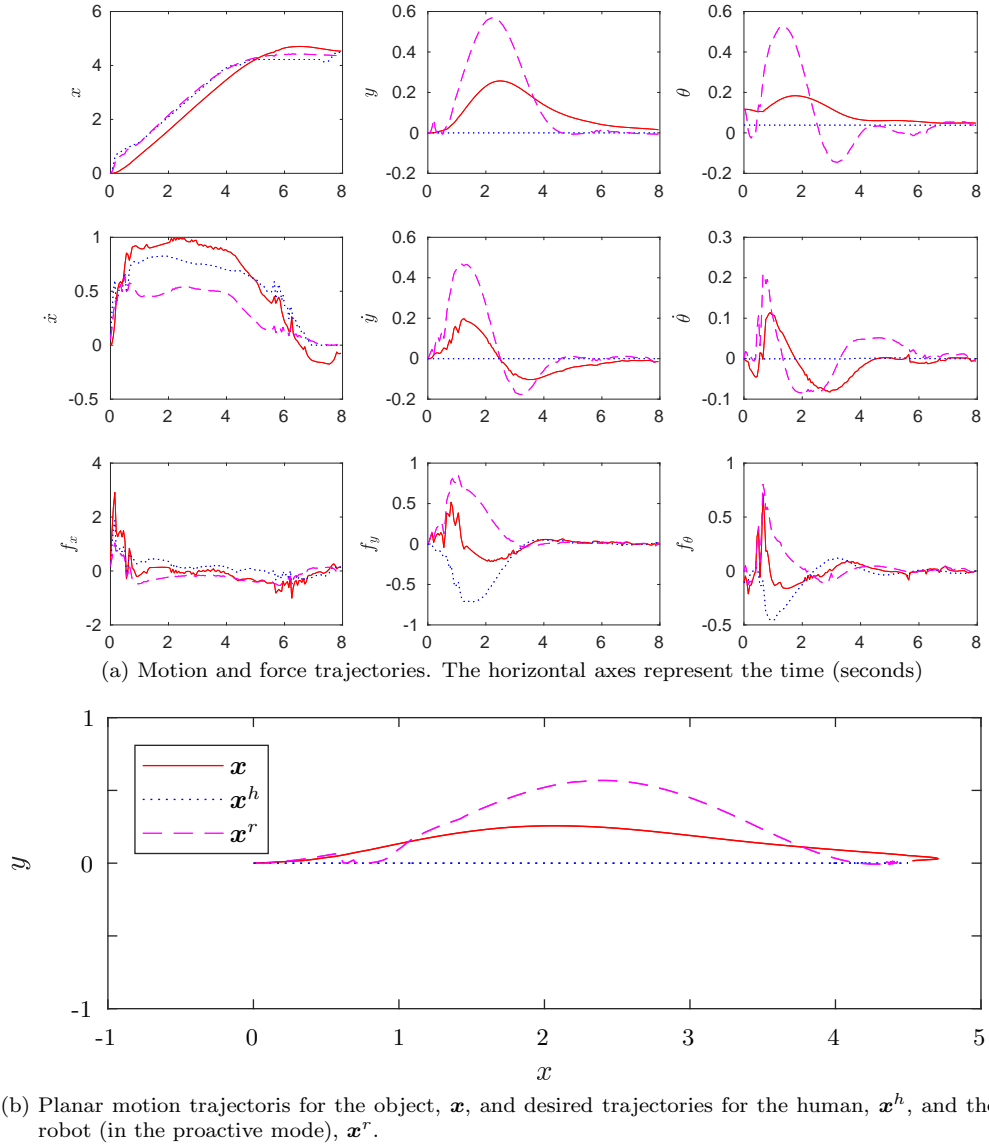 6
4
2
0
x
0 2 4 6 8
0.6
0.4
0.2
0
-0.2
y
0 2 4 6 8
0.6
0.4
0.2
0
-0.2
θ
0 2 4 6 8
1
0.5
0
-0.5
ẋ
0 2 4 6 8
0.6
0.4
0.2
0
-0.2
ẏ
0 2 4 6 8
0.3
0.2
0.1
0
-0.1
θ̇
0 2 4 6 8
4
2
0
-2
f_x
0 2 4 6 8
1
0.5
0
-0.5
-1
f_y
0 2 4 6 8
1
0.5
0
-0.5
f_θ
0 2 4 6 8
(a) Motion and force trajectories. The horizontal axes represent the time (seconds)
1
0
-1
y
x
x^h
x^r
-1 0 1 2 3 4 5
x
(b) Planar motion trajectoris for the object, x, and desired trajectories for the human, x^h, and the
robot (in the proactive mode), x^r.